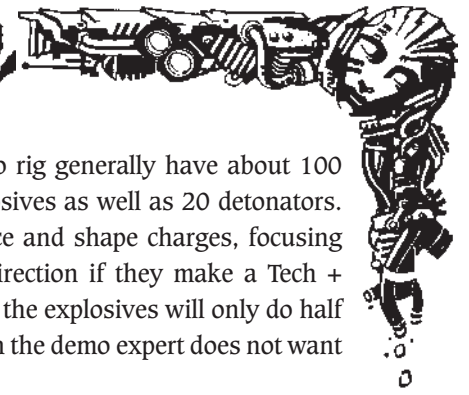 rig generally have about 100
sives as well as 20 detonators.
ce and shape charges, focusing
irection if they make a Tech +
the explosives will only do half
the demo expert does not want